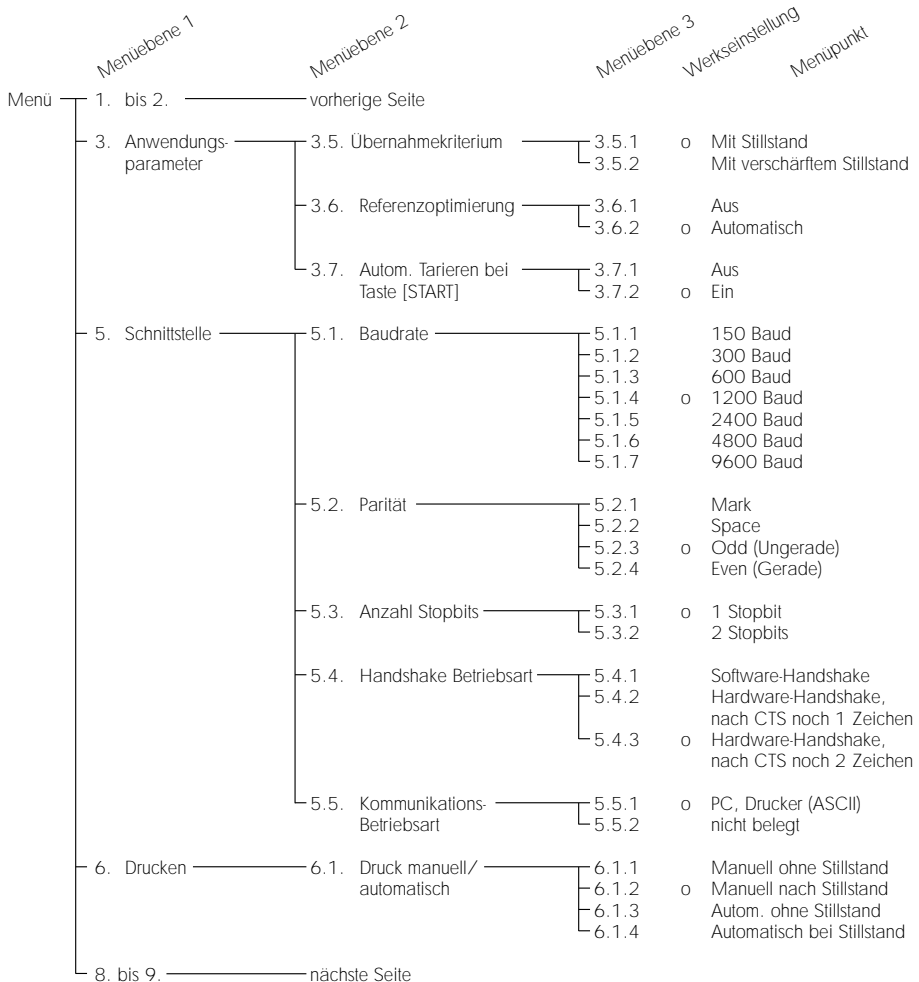 Menüebene 1 Menüebene 2 Menüebene 3 Werkseinstellung Menüpunkt
Menü 1. bis 2. vorherige Seite
3. Anwendungs- 3.5. Übernahmekriterium 3.5.1 o Mit Stillstand
parameter 3.5.2 Mit verschärftem Stillstand
3.6. Referenzoptimierung 3.6.1 Aus
3.6.2 o Automatisch
3.7. Autom. Tarieren bei 3.7.1 Aus
Taste [START] 3.7.2 o Ein
5. Schnittstelle 5.1. Baudrate 5.1.1 150 Baud
5.1.2 300 Baud
5.1.3 600 Baud
5.1.4 o 1200 Baud
5.1.5 2400 Baud
5.1.6 4800 Baud
5.1.7 9600 Baud
5.2. Parität 5.2.1 Mark
5.2.2 Space
5.2.3 o Odd (Ungerade)
5.2.4 Even (Gerade)
5.3. Anzahl Stopbits 5.3.1 o 1 Stopbit
5.3.2 2 Stopbits
5.4. Handshake Betriebsart 5.4.1 Software-Handshake
5.4.2 Hardware-Handshake,
nach CTS noch 1 Zeichen
5.4.3 o Hardware-Handshake,
nach CTS noch 2 Zeichen
5.5. Kommunikations- 5.5.1 o PC, Drucker (ASCII)
Betriebsart 5.5.2 nicht belegt
6. Drucken 6.1. Druck manuell/ 6.1.1 Manuell ohne Stillstand
automatisch 6.1.2 o Manuell nach Stillstand
6.1.3 Autom. ohne Stillstand
6.1.4 Automatisch bei Stillstand
8. bis 9. nächste Seite